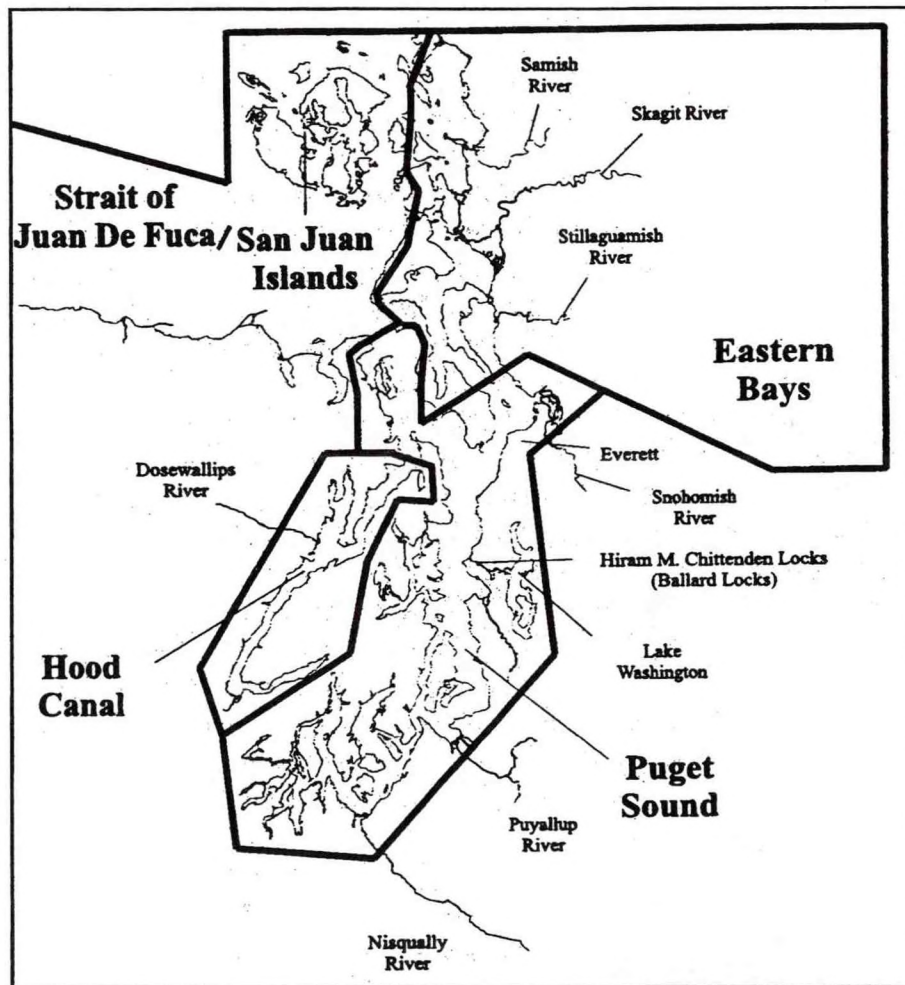 Samish
River
Skagit River
Strait of
Juan De Fuca/San Juan
Islands
Stillaguamish
River
Eastern
Bays
Dosewallips
River
Everett
Snohomish
River
Hiram M. Chittenden Locks
(Ballard Locks)
Hood
Canal
Lake
Washington
Puget
Sound
Puyallup
River
Nisqually
River